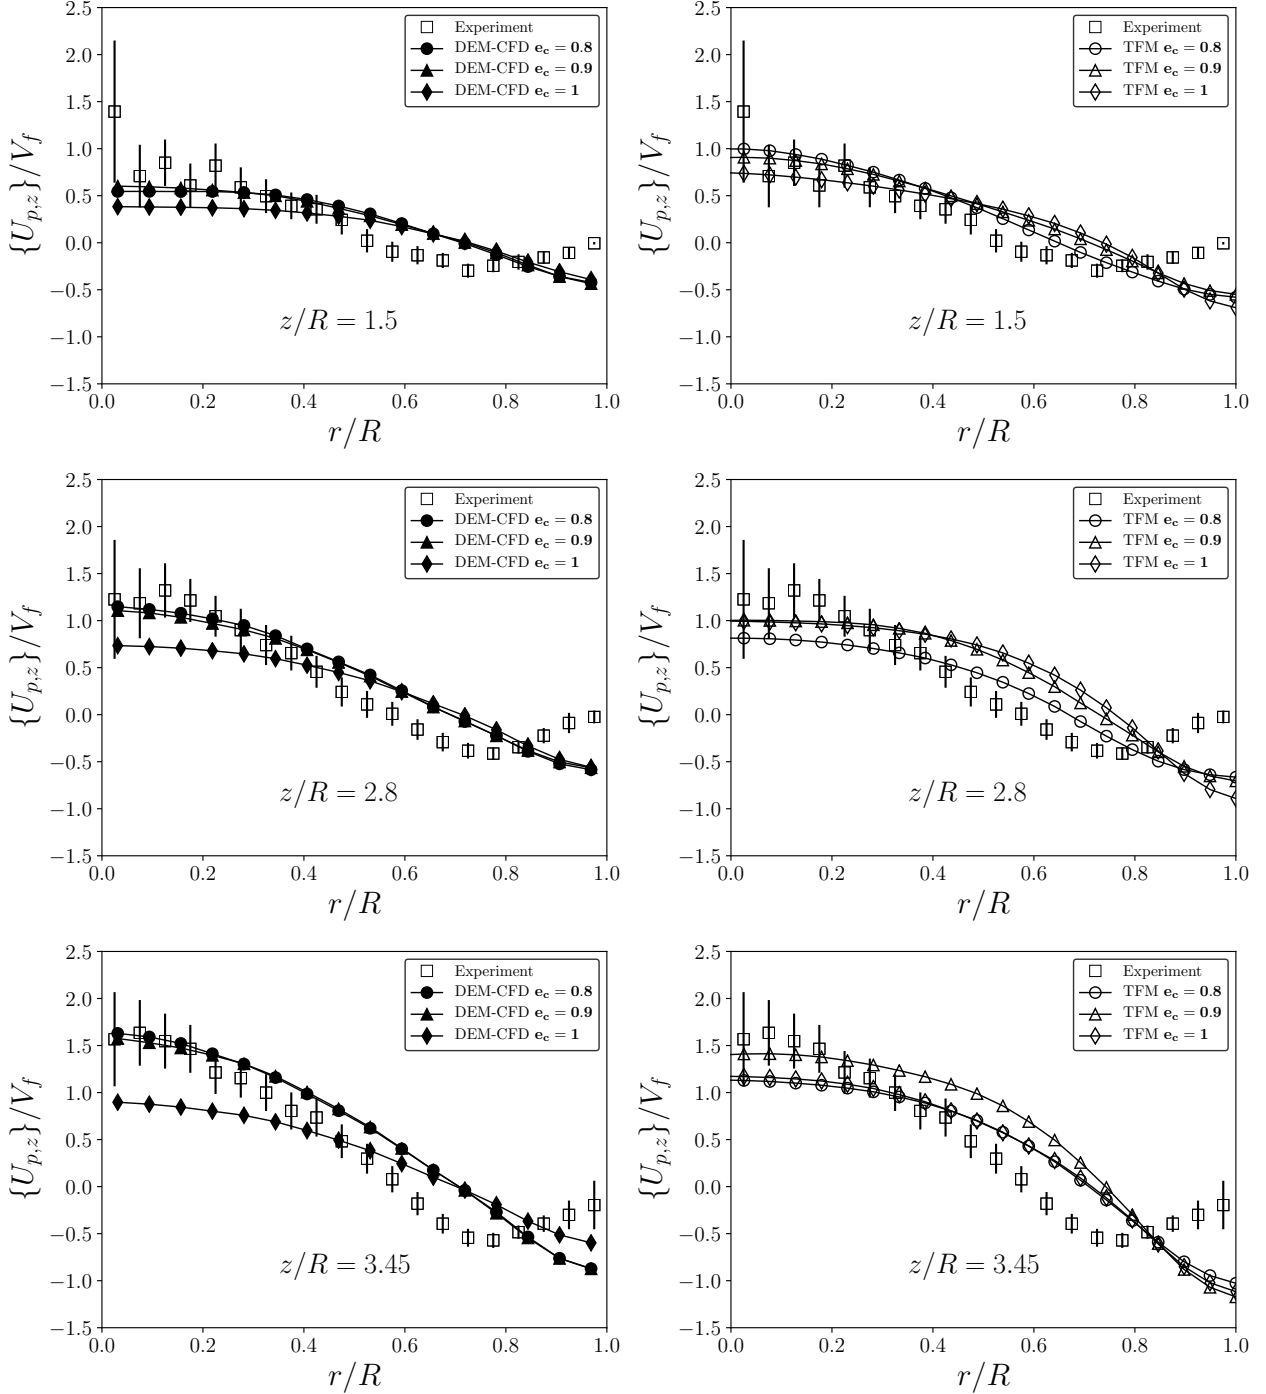 2.5
2.0
1.5
1.0
0.5
0.0
−0.5
−1.0
−1.5
{U_{p,z}}/V_f
Experiment
DEM-CFD e_c = 0.8
DEM-CFD e_c = 0.9
DEM-CFD e_c = 1
z/R = 1.5
0.0 0.2 0.4 0.6 0.8 1.0
r/R
2.5
2.0
1.5
1.0
0.5
0.0
−0.5
−1.0
−1.5
{U_{p,z}}/V_f
Experiment
TFM e_c = 0.8
TFM e_c = 0.9
TFM e_c = 1
z/R = 1.5
0.0 0.2 0.4 0.6 0.8 1.0
r/R
2.5
2.0
1.5
1.0
0.5
0.0
−0.5
−1.0
−1.5
{U_{p,z}}/V_f
Experiment
DEM-CFD e_c = 0.8
DEM-CFD e_c = 0.9
DEM-CFD e_c = 1
z/R = 2.8
0.0 0.2 0.4 0.6 0.8 1.0
r/R
2.5
2.0
1.5
1.0
0.5
0.0
−0.5
−1.0
−1.5
{U_{p,z}}/V_f
Experiment
TFM e_c = 0.8
TFM e_c = 0.9
TFM e_c = 1
z/R = 2.8
0.0 0.2 0.4 0.6 0.8 1.0
r/R
2.5
2.0
1.5
1.0
0.5
0.0
−0.5
−1.0
−1.5
{U_{p,z}}/V_f
Experiment
DEM-CFD e_c = 0.8
DEM-CFD e_c = 0.9
DEM-CFD e_c = 1
z/R = 3.45
0.0 0.2 0.4 0.6 0.8 1.0
r/R
2.5
2.0
1.5
1.0
0.5
0.0
−0.5
−1.0
−1.5
{U_{p,z}}/V_f
Experiment
TFM e_c = 0.8
TFM e_c = 0.9
TFM e_c = 1
z/R = 3.45
0.0 0.2 0.4 0.6 0.8 1.0
r/R